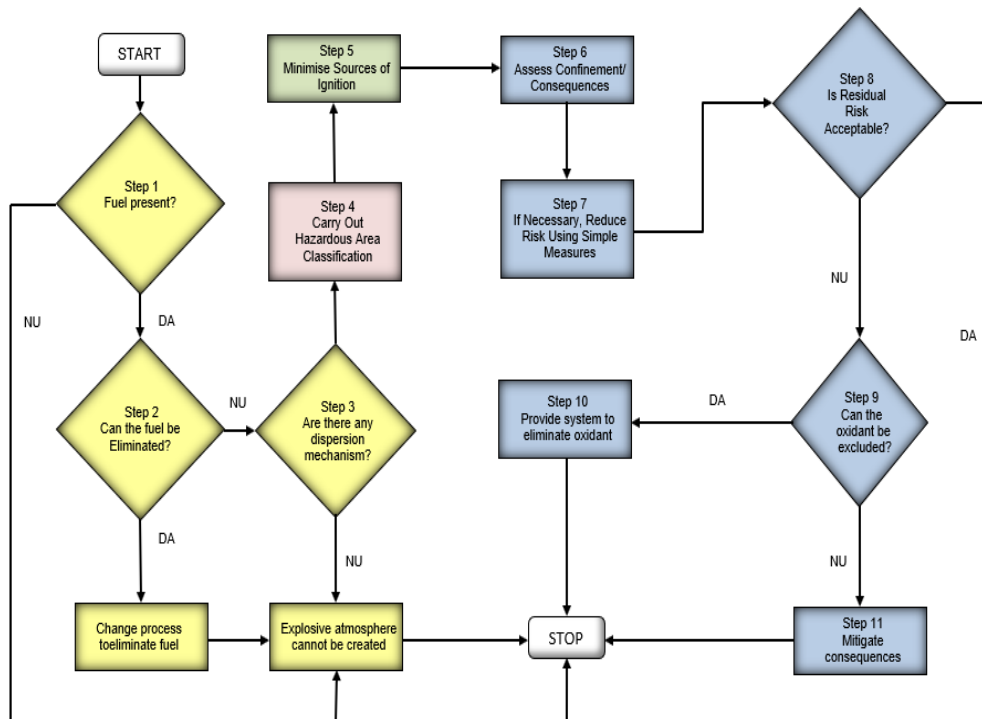 START
Step 1
Fuel present?
NU
DA
Step 2
Can the fuel be
Eliminated?
NU
DA
Change process
toeliminate fuel
Step 3
Are there any
dispersion
mechanism?
NU
Explosive atmosphere
cannot be created
Step 4
Carry Out
Hazardous Area
Classification
Step 5
Minimise Sources of
Ignition
Step 6
Assess Confinement/
Consequences
Step 7
If Necessary, Reduce
Risk Using Simple
Measures
Step 8
Is Residual
Risk
Acceptable?
NU
DA
Step 9
Can the
oxidant be
excluded?
DA
NU
Step 10
Provide system to
eliminate oxidant
Step 11
Mitigate
consequences
STOP